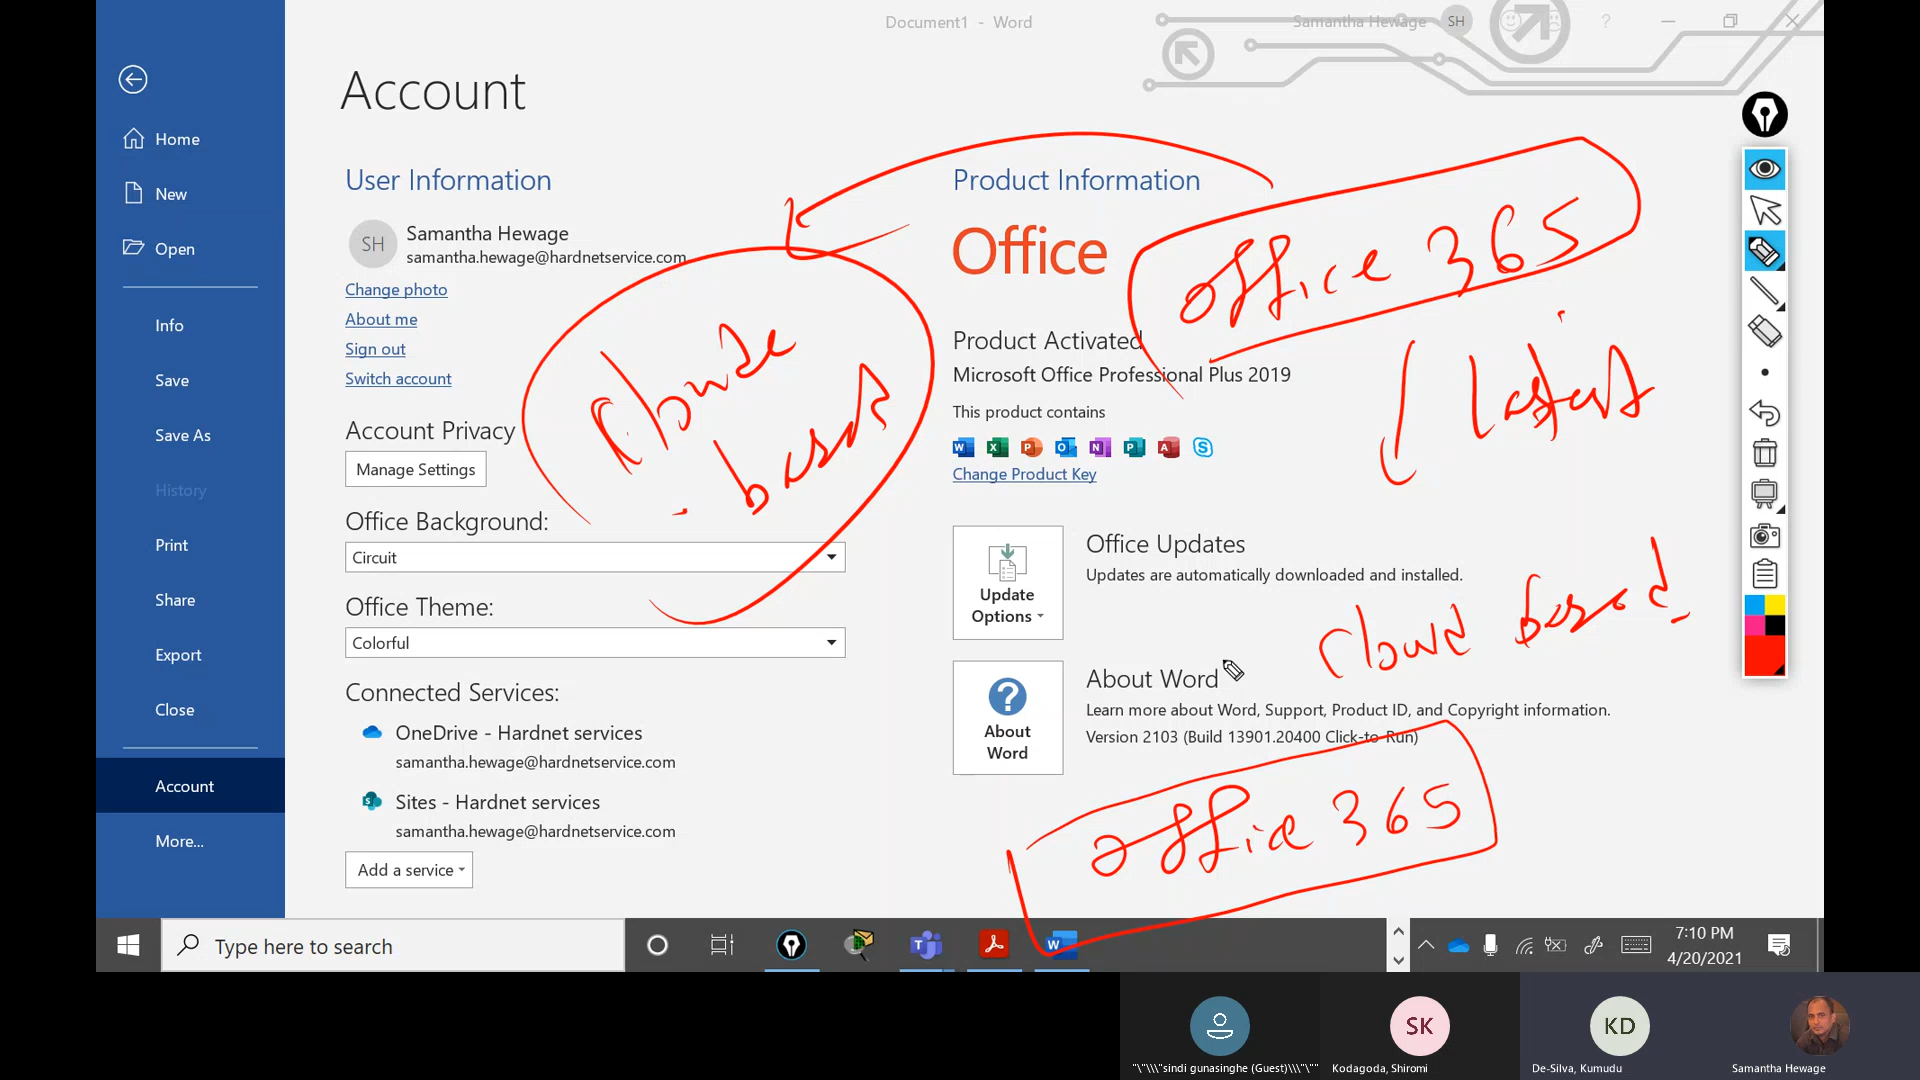 Document1 - Word
Samantha Hewage SH
Account
Home
New
Open
Info
Save
Save As
History
Print
Share
Export
Close
Account
More...
User Information
SH
Samantha Hewage
samantha.hewage@hardnetservice.com
Change photo
About me
Sign out
Switch account
Account Privacy
Manage Settings
Office Background:
Circuit
Office Theme:
Colorful
Connected Services:
OneDrive - Hardnet services
samantha.hewage@hardnetservice.com
Sites - Hardnet services
samantha.hewage@hardnetservice.com
Add a service
Product Information
Office
Office 365
Product Activated
Microsoft Office Professional Plus 2019
(Latest
This product contains
Change Product Key
Update
Options
Office Updates
Updates are automatically downloaded and installed.
Cloud based
About
Word
About Word
Learn more about Word, Support, Product ID, and Copyright information.
Version 2103 (Build 13901.20400 Click-to-Run)
Office 365
Type here to search
7:10 PM
4/20/2021
SK
KD
"\"\\\"sindi gunasinghe (Guest)\\\"\""
Kodagoda, Shiromi
De-Silva, Kumudu
Samantha Hewage